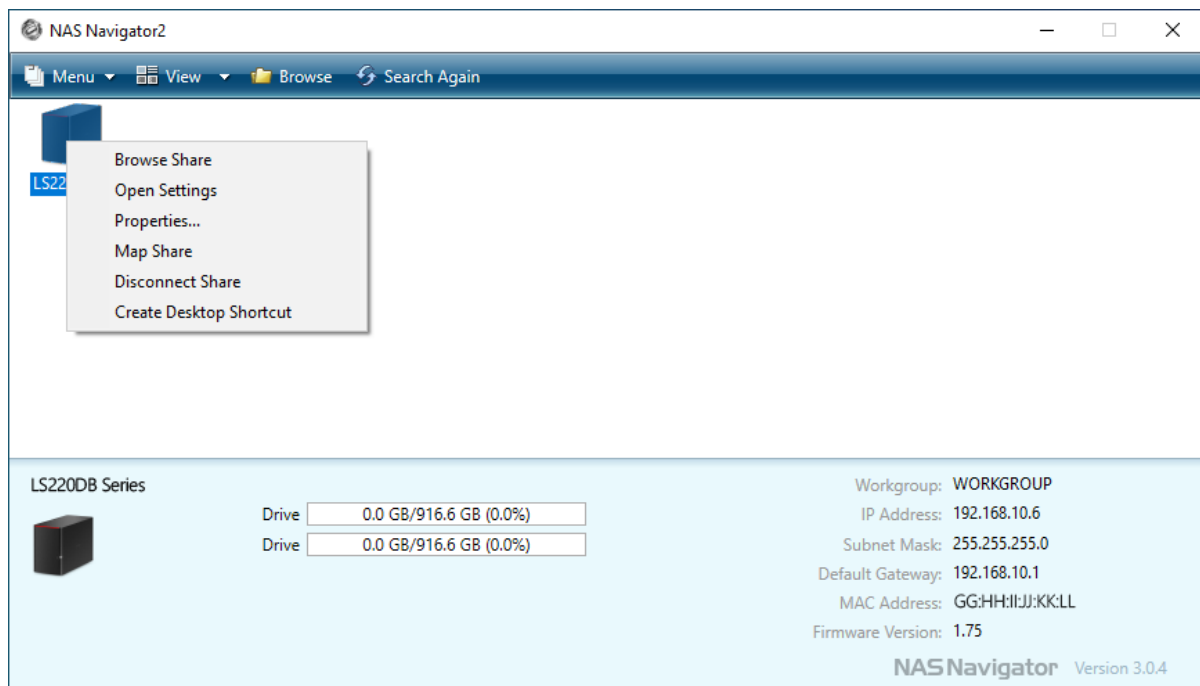 NAS Navigator2
Menu View Browse Search Again
LS22
Browse Share
Open Settings
Properties...
Map Share
Disconnect Share
Create Desktop Shortcut
LS220DB Series
Drive 0.0 GB/916.6 GB (0.0%)
Drive 0.0 GB/916.6 GB (0.0%)
Workgroup: WORKGROUP
IP Address: 192.168.10.6
Subnet Mask: 255.255.255.0
Default Gateway: 192.168.10.1
MAC Address: GG:HH:II:JJ:KK:LL
Firmware Version: 1.75
NAS Navigator Version 3.0.4